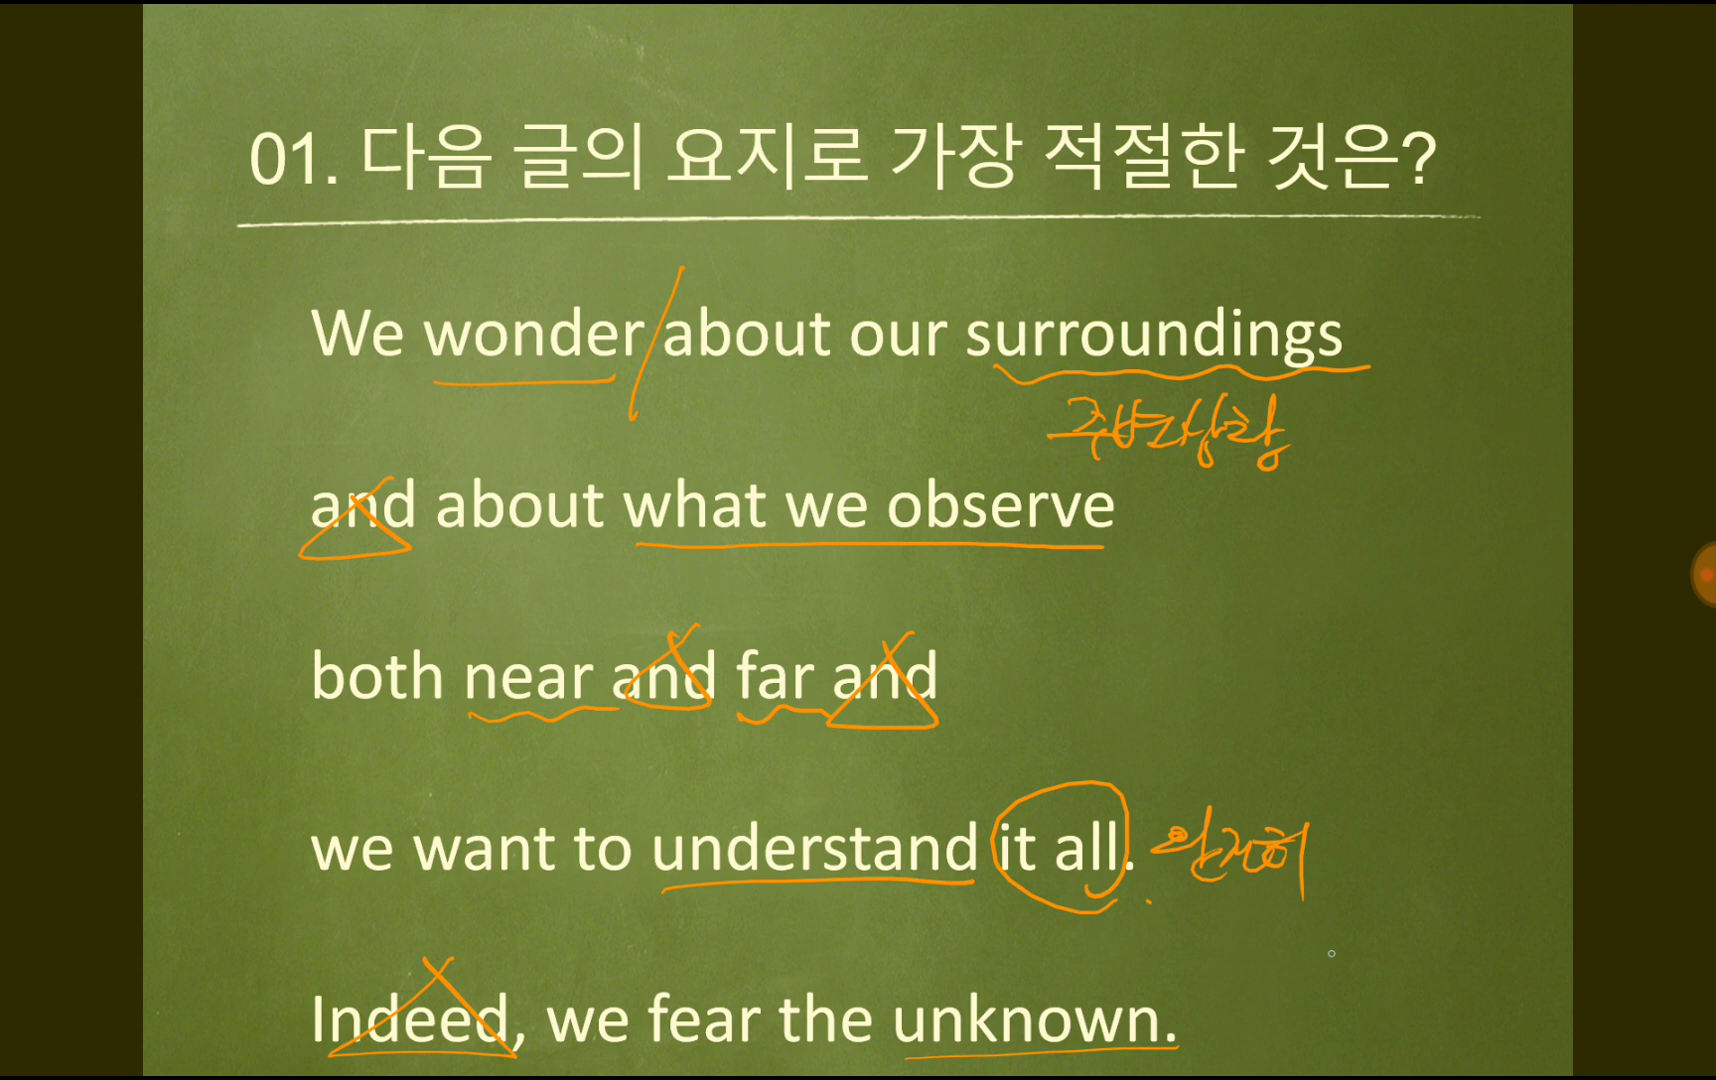 01. 다음 글의 요지로 가장 적절한 것은?
We wonder about our surroundings
주변상황
and about what we observe
both near and far and
we want to understand it all.
완전히
Indeed, we fear the unknown.